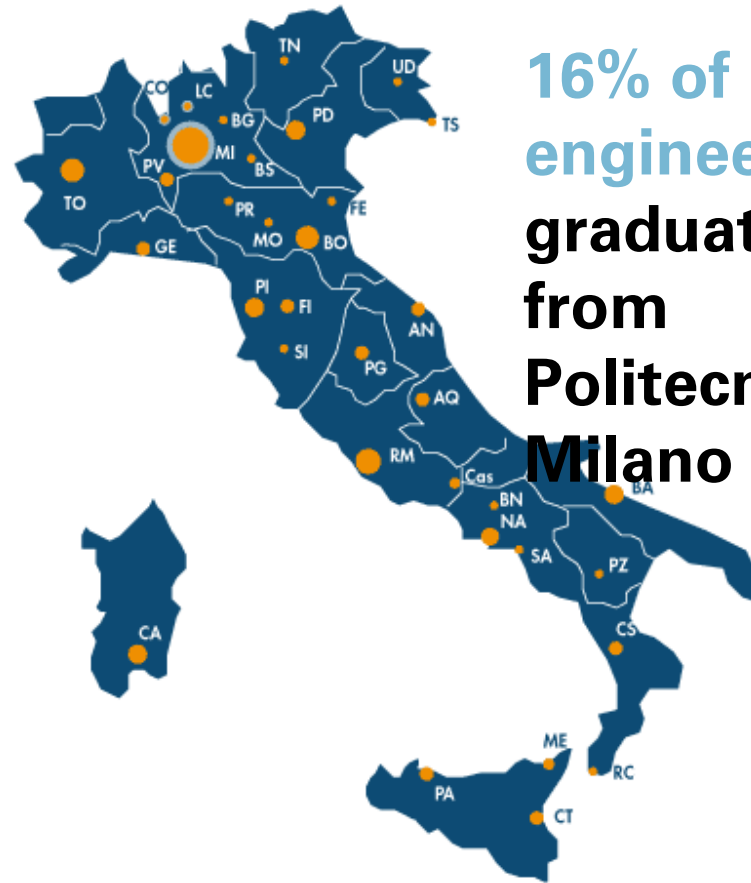 16% of
enginee
graduat
from
Politecn
Milano
TN
UD
CO
LC
BG
PD
TS
MI
PV
BS
TO
PR
FE
MO
BO
GE
PI
FI
AN
SI
PG
AQ
RM
Cas
BN
BA
NA
SA
PZ
CA
CS
ME
RC
PA
CT